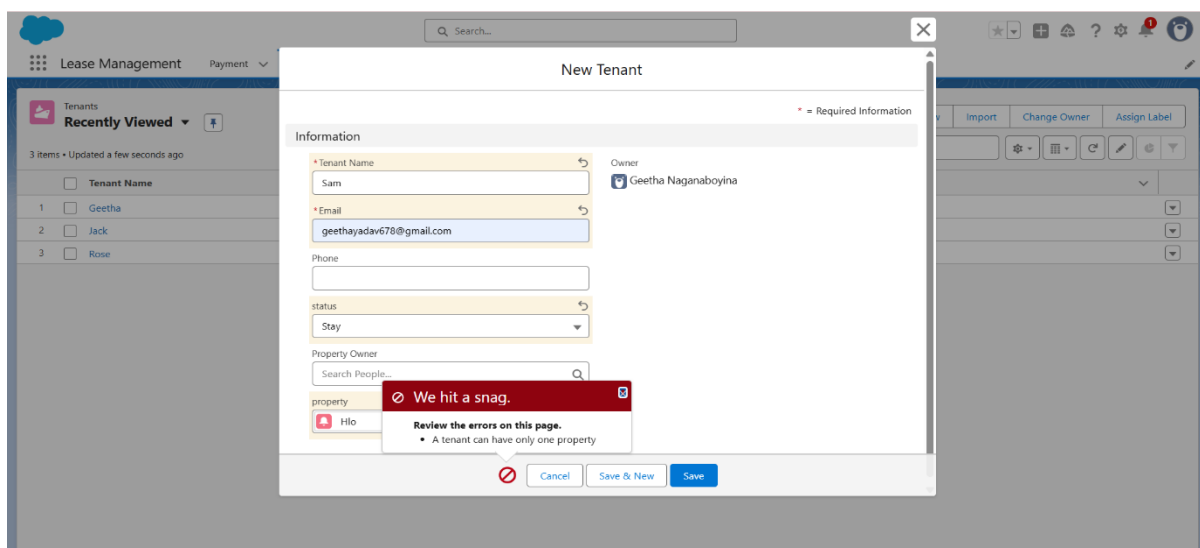 Search...
Lease Management Payment
New Tenant
* = Required Information
Tenants
Recently Viewed
Import Change Owner Assign Label
3 items • Updated a few seconds ago
Information
*Tenant Name
Sam
Owner
Geetha Naganaboyina
*Email
geethayadav678@gmail.com
Phone
status
Stay
Property Owner
Search People...
property
Hlo
Tenant Name
1 Geetha
2 Jack
3 Rose
We hit a snag.
Review the errors on this page.
• A tenant can have only one property
Cancel Save & New Save